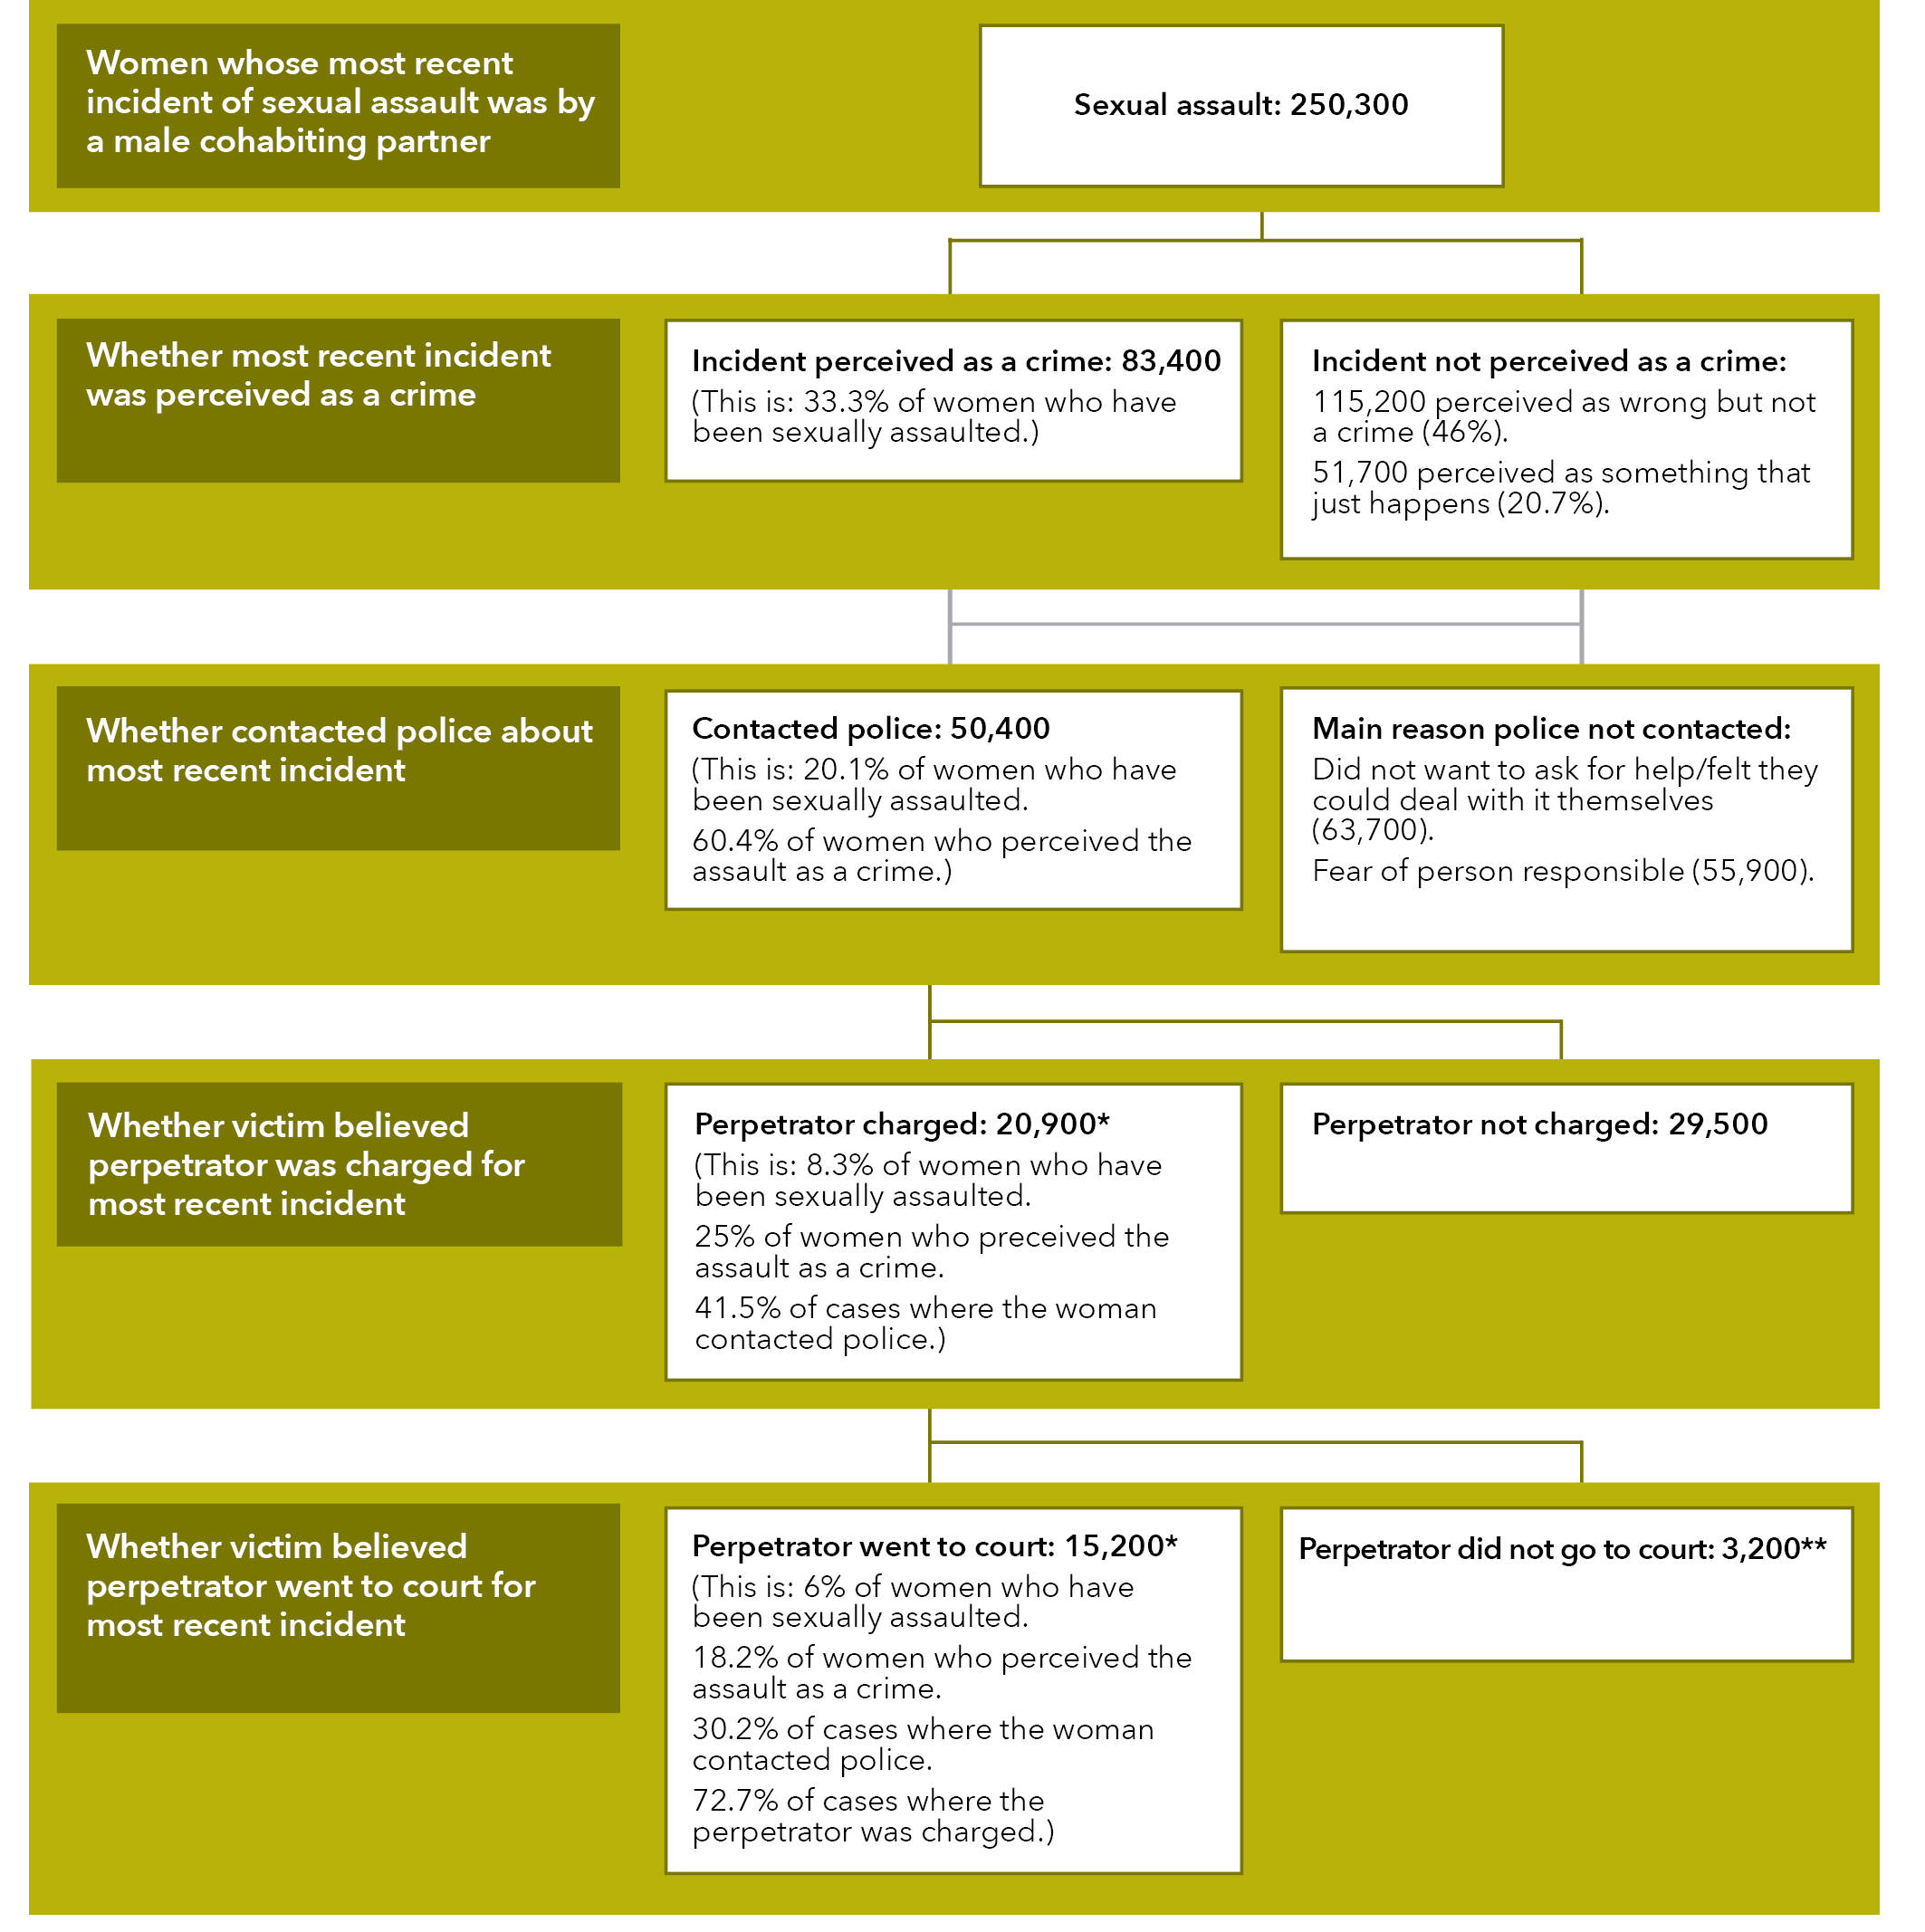 Women whose most recent
incident of sexual assault was by
a male cohabiting partner
Sexual assault: 250,300
Whether most recent incident
was perceived as a crime
Incident perceived as a crime: 83,400
(This is: 33.3% of women who have
been sexually assaulted.)
Incident not perceived as a crime:
115,200 perceived as wrong but not
a crime (46%).
51,700 perceived as something that
just happens (20.7%).
Whether contacted police about
most recent incident
Contacted police: 50,400
(This is: 20.1% of women who have
been sexually assaulted.
60.4% of women who perceived the
assault as a crime.)
Main reason police not contacted:
Did not want to ask for help/felt they
could deal with it themselves
(63,700).
Fear of person responsible (55,900).
Whether victim believed
perpetrator was charged for
most recent incident
Perpetrator charged: 20,900*
(This is: 8.3% of women who have
been sexually assaulted.
25% of women who preceived the
assault as a crime.
41.5% of cases where the woman
contacted police.)
Perpetrator not charged: 29,500
Whether victim believed
perpetrator went to court for
most recent incident
Perpetrator went to court: 15,200*
(This is: 6% of women who have
been sexually assaulted.
18.2% of women who perceived the
assault as a crime.
30.2% of cases where the woman
contacted police.
72.7% of cases where the
perpetrator was charged.)
Perpetrator did not go to court: 3,200**